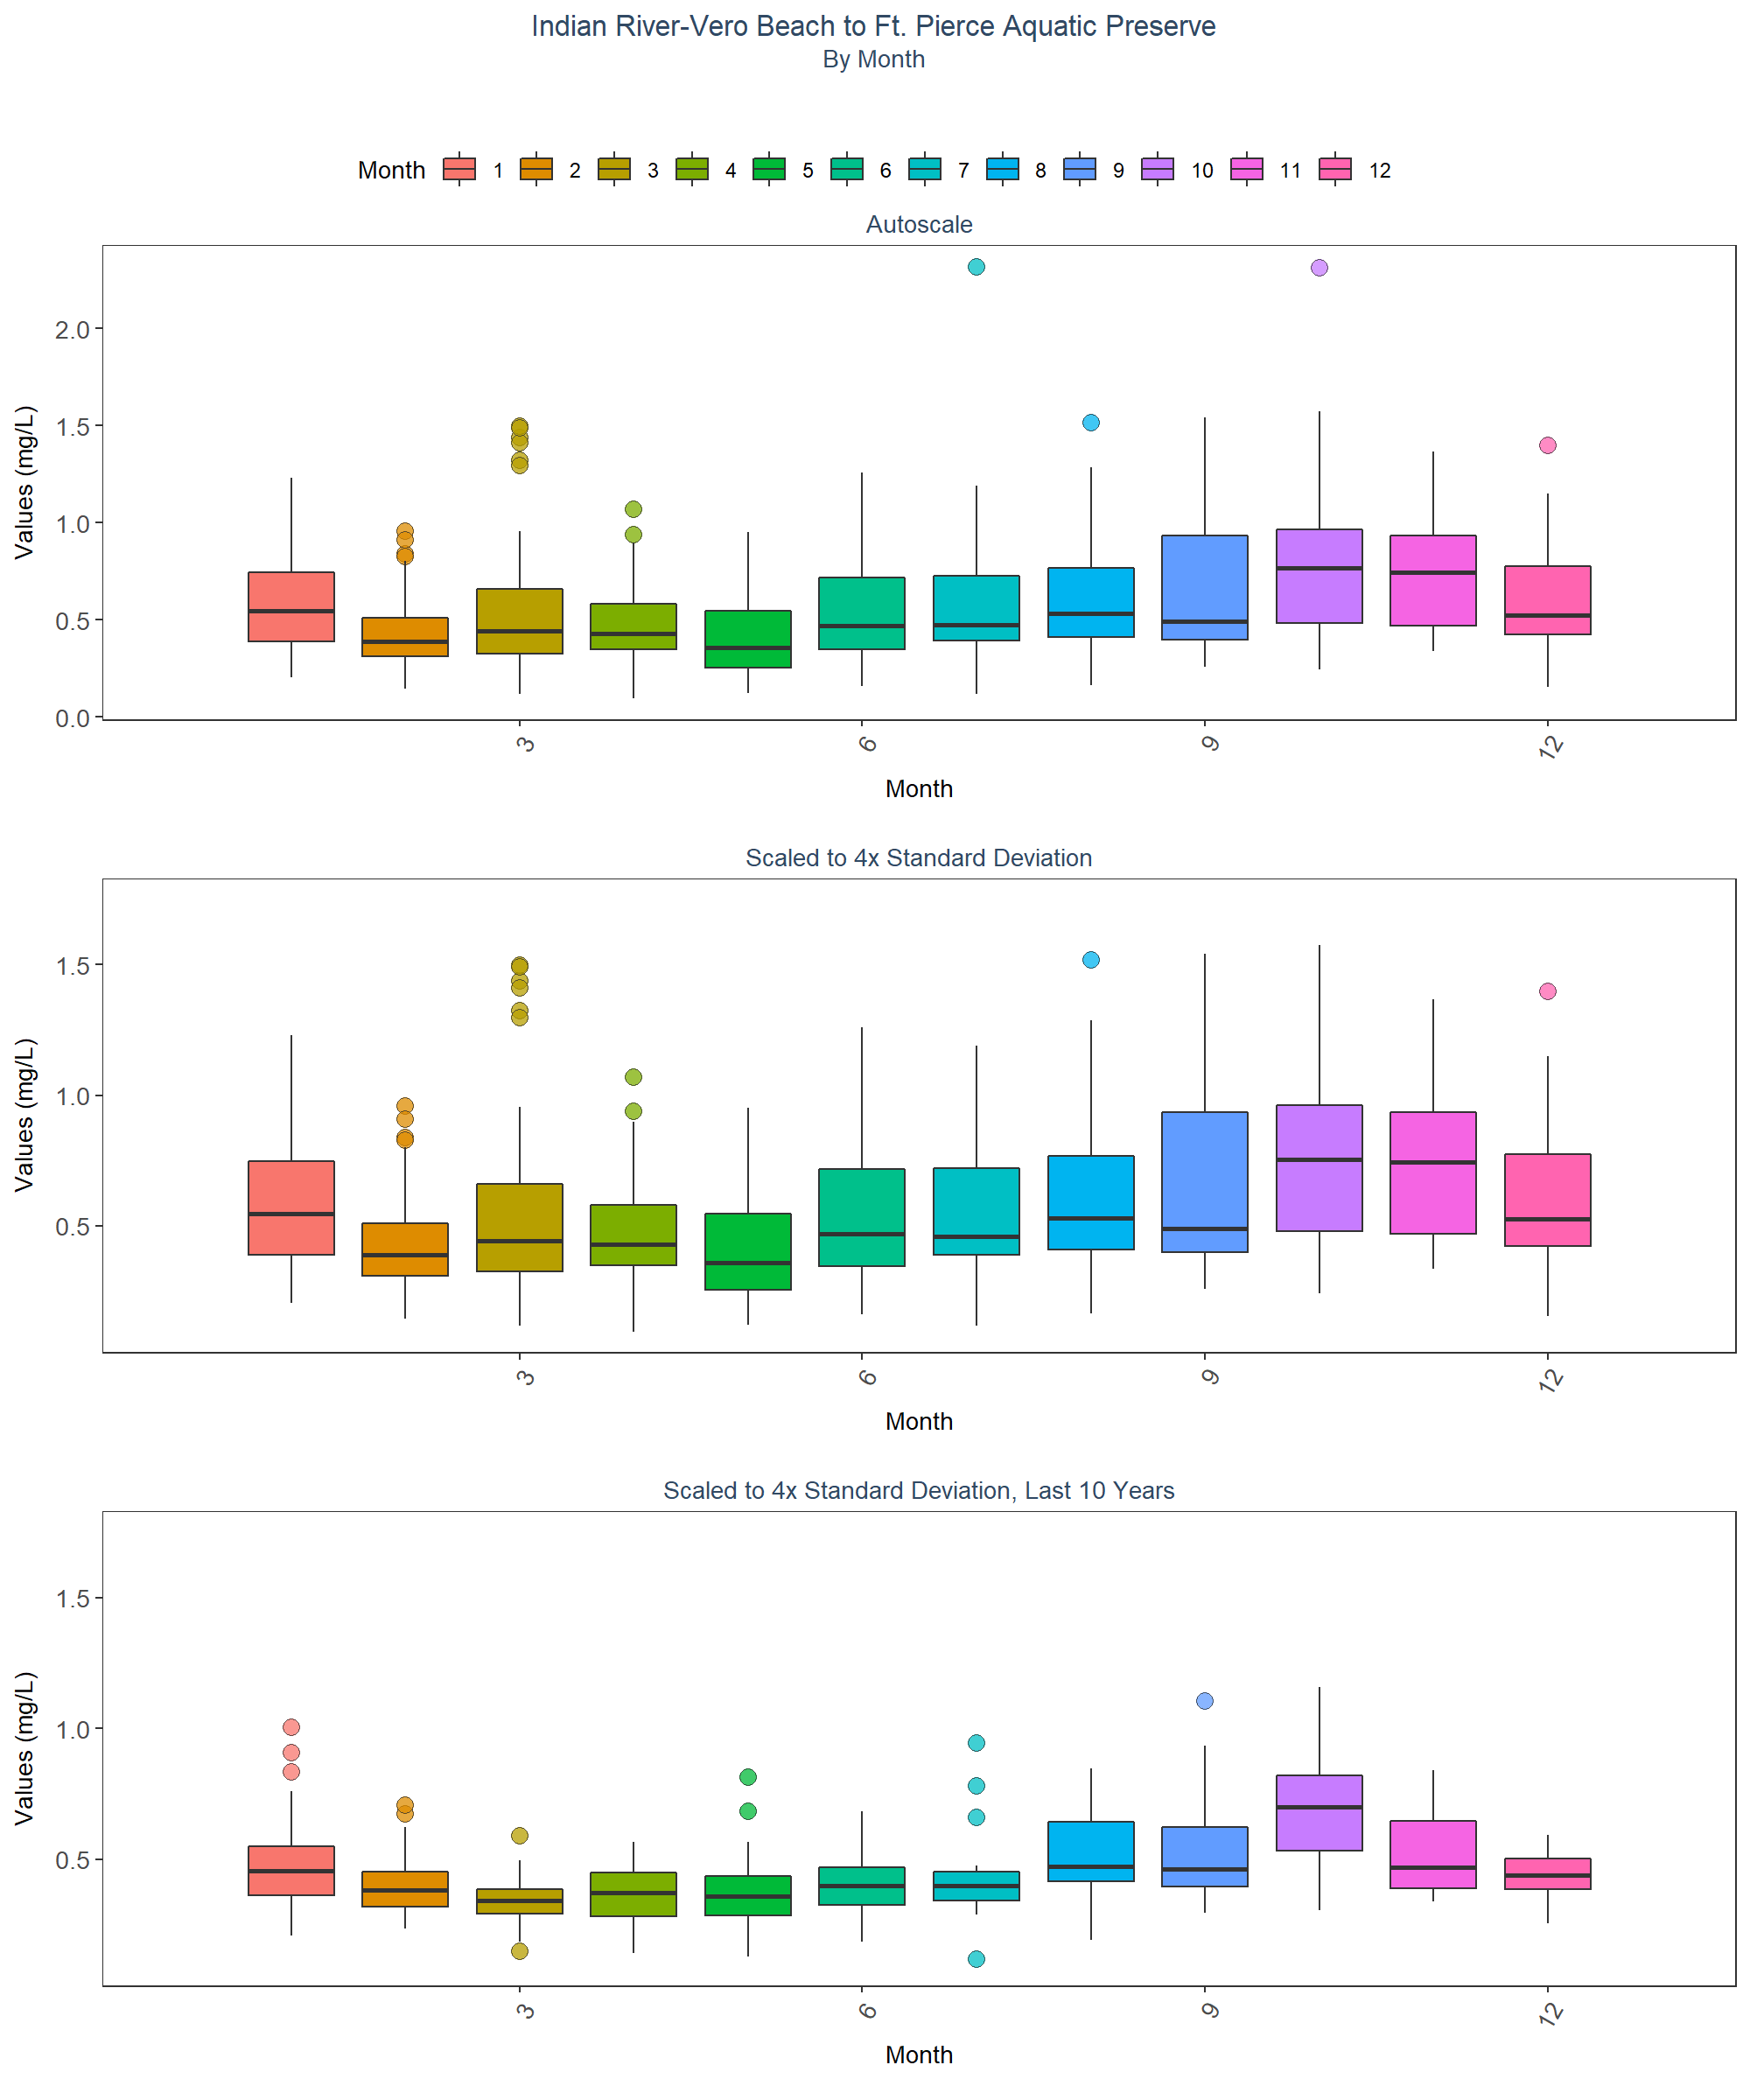 Indian River-Vero Beach to Ft. Pierce Aquatic Preserve
By Month
Month 1 2 3 4 5 6 7 8 9 10 11 12
Autoscale
Values (mg/L)
2.0
1.5
1.0
0.5
0.0
3 6 9 12
Month
Scaled to 4x Standard Deviation
Values (mg/L)
1.5
1.0
0.5
3 6 9 12
Month
Scaled to 4x Standard Deviation, Last 10 Years
Values (mg/L)
1.5
1.0
0.5
3 6 9 12
Month